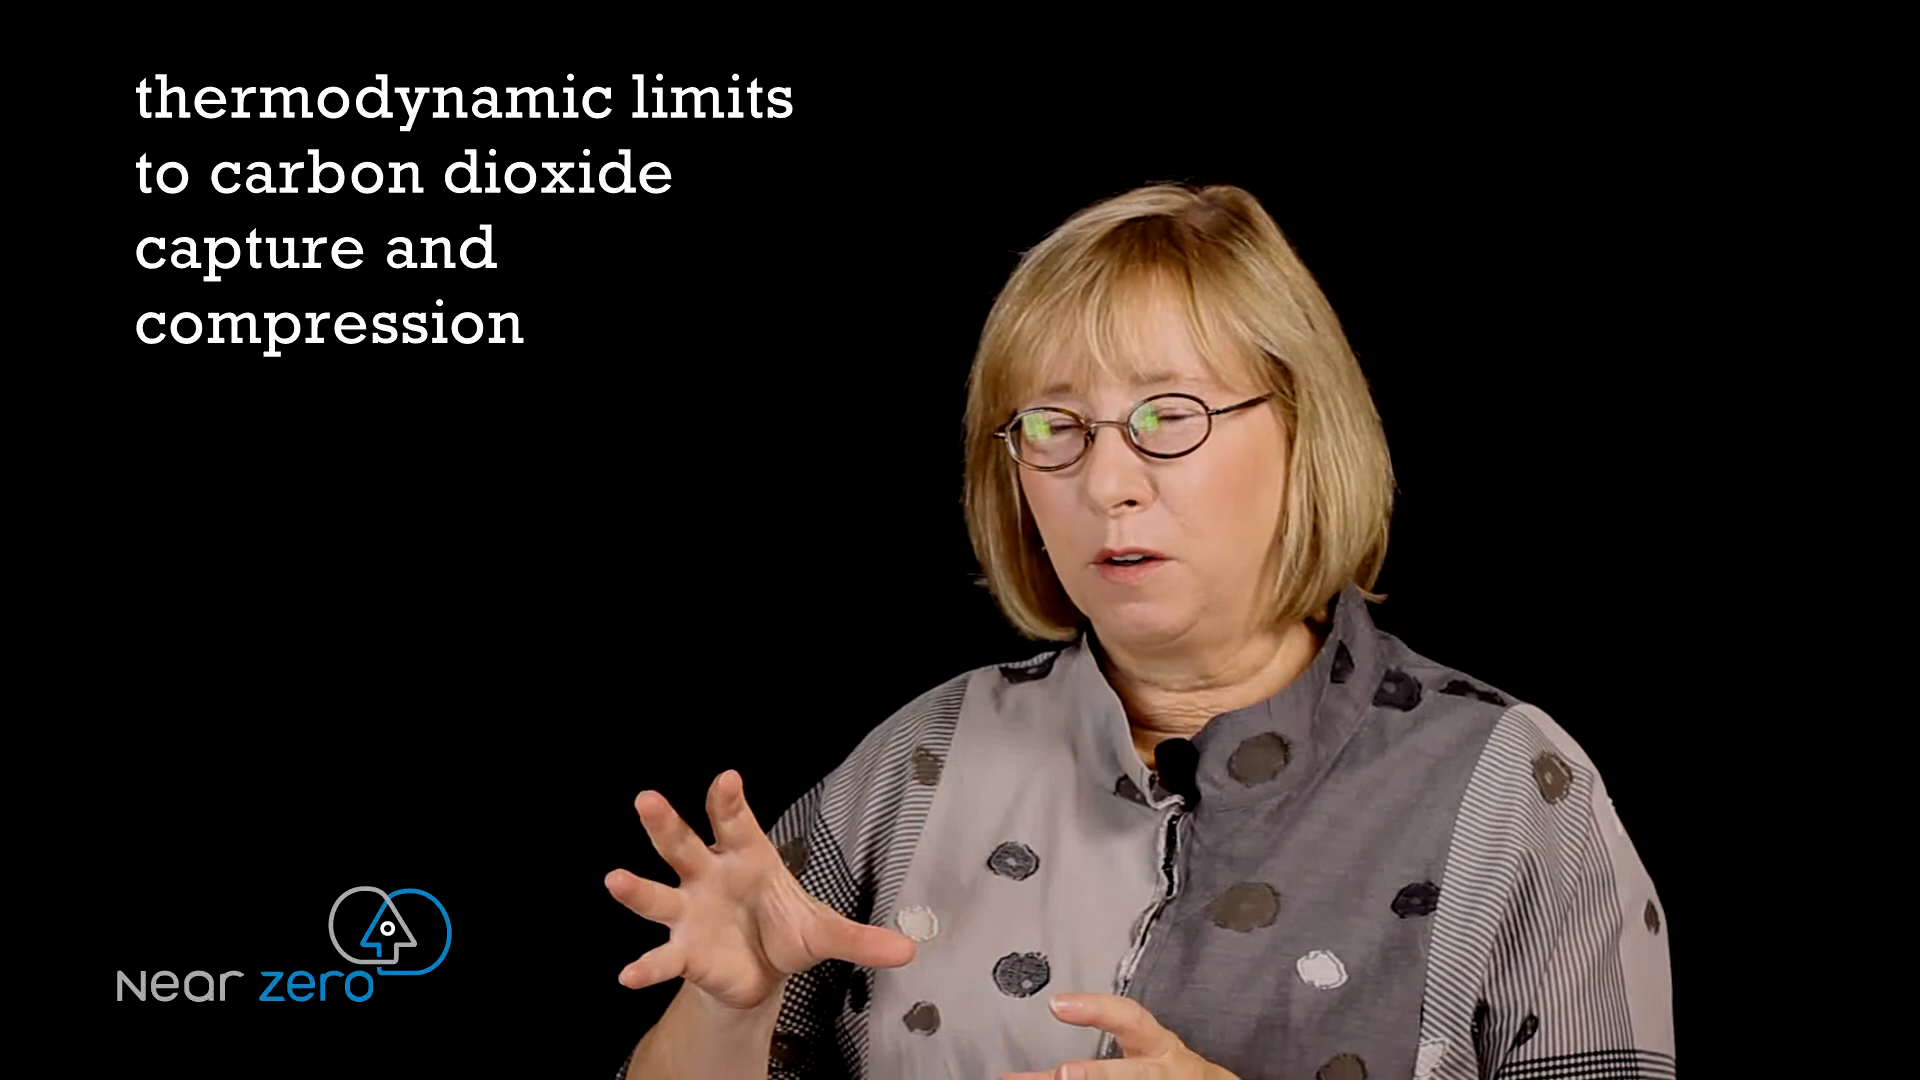 thermodynamic limits
to carbon dioxide
capture and
compression
Near zero